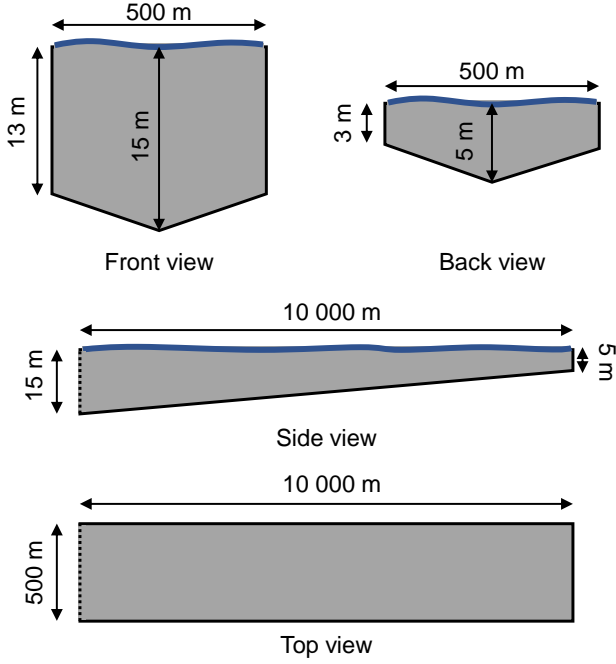 500 m
13 m
15 m
Front view
500 m
3 m
5 m
Back view
10 000 m
15 m
5 m
Side view
10 000 m
500 m
Top view